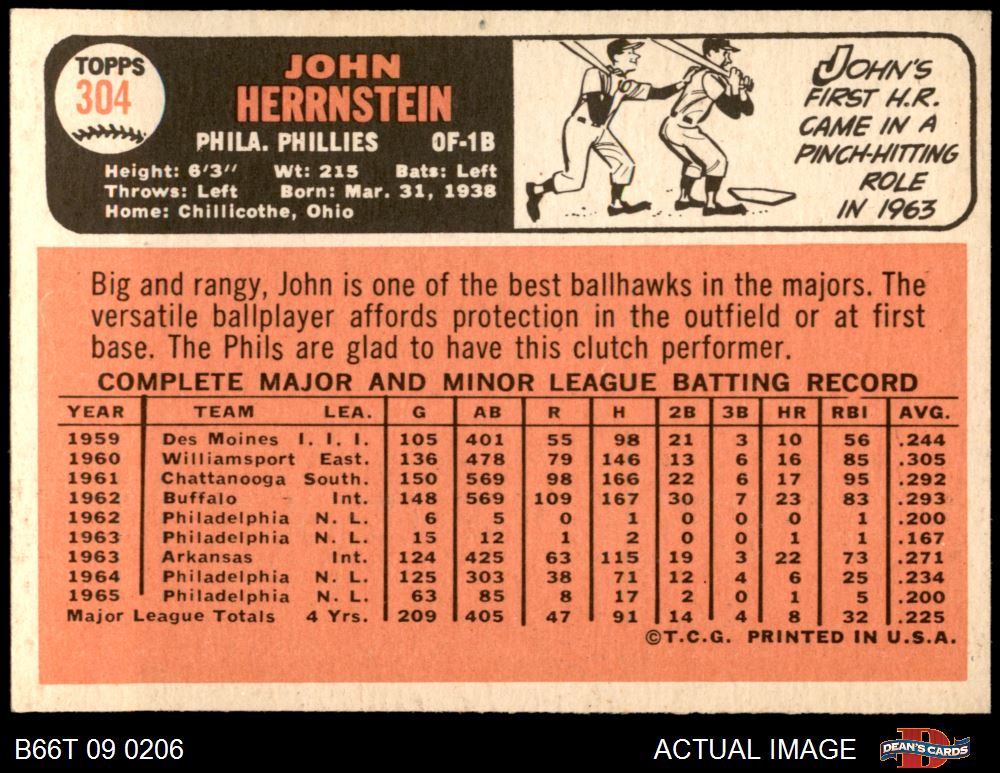 TOPPS
304
JOHN
HERRNSTEIN
PHILA. PHILLIES OF-1B
Height: 6'3" Wt: 215 Bats: Left
Throws: Left Born: Mar. 31, 1938
Home: Chillicothe, Ohio
JOHN'S
FIRST H.R.
CAME IN A
PINCH-HITTING
ROLE
IN 1963
Big and rangy, John is one of the best ballhawks in the majors. The
versatile ballplayer affords protection in the outfield or at first
base. The Phils are glad to have this clutch performer.
COMPLETE MAJOR AND MINOR LEAGUE BATTING RECORD
YEAR TEAM LEA. G AB R H 2B 3B HR RBI AVG.
1959 Des Moines I. I. I. 105 401 55 98 21 3 10 56 .244
1960 Williamsport East. 136 478 79 146 13 6 16 85 .305
1961 Chattanooga South. 150 569 98 166 22 6 17 95 .292
1962 Buffalo Int. 148 569 109 167 30 7 23 83 .293
1962 Philadelphia N. L. 6 5 0 1 0 0 0 1 .200
1963 Philadelphia N. L. 15 12 1 2 0 0 1 1 .167
1963 Arkansas Int. 124 425 63 115 19 3 22 73 .271
1964 Philadelphia N. L. 125 303 38 71 12 4 6 25 .234
1965 Philadelphia N. L. 63 85 8 17 2 0 1 5 .200
Major League Totals 4 Yrs. 209 405 47 91 14 4 8 32 .225
©T.C.G. PRINTED IN U.S.A.
B66T 09 0206 ACTUAL IMAGE DEAN'S CARDS